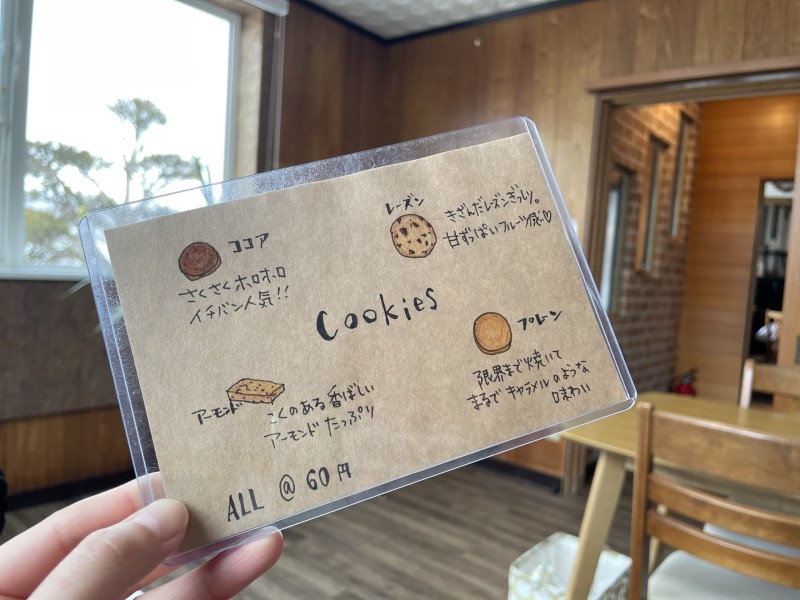 ココア
さくさくホロホロ
イチバン人気!!
レーズン
きざんだレーズンぎっしり。
甘ずっぱいフルーツ感♡
Cookies
アーモンド
こくのある香ばしい
アーモンドたっぷり
プレーン
限界まで焼いて
まるでキャラメルのような
味わい
ALL @ 60円